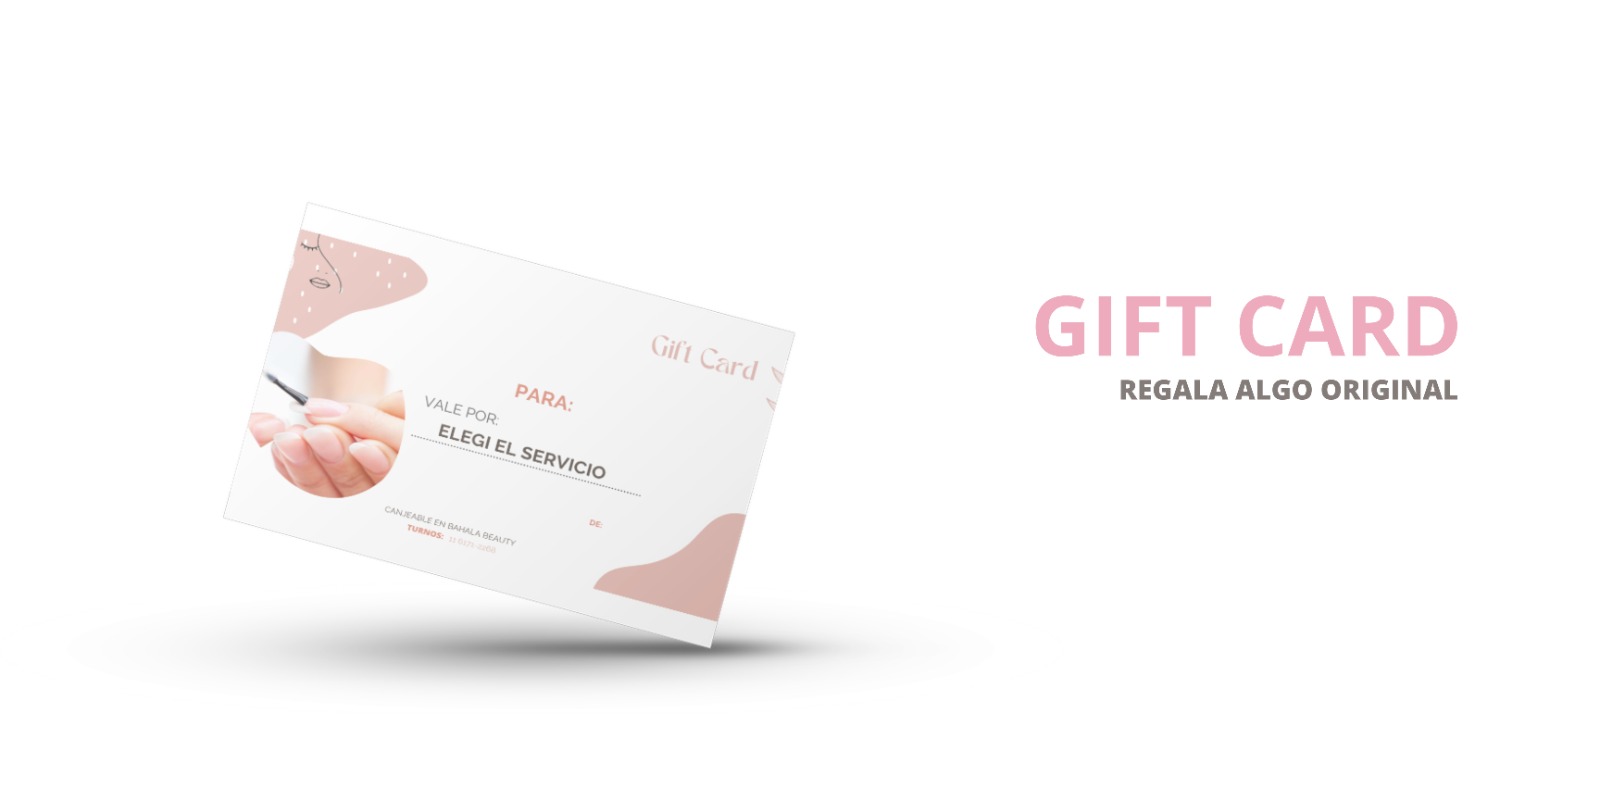 Gift Card
PARA:
VALE POR:
ELEGI EL SERVICIO
DE:
CANJEABLE EN BAHALA BEAUTY
TURNOS:
GIFT CARD
REGALA ALGO ORIGINAL